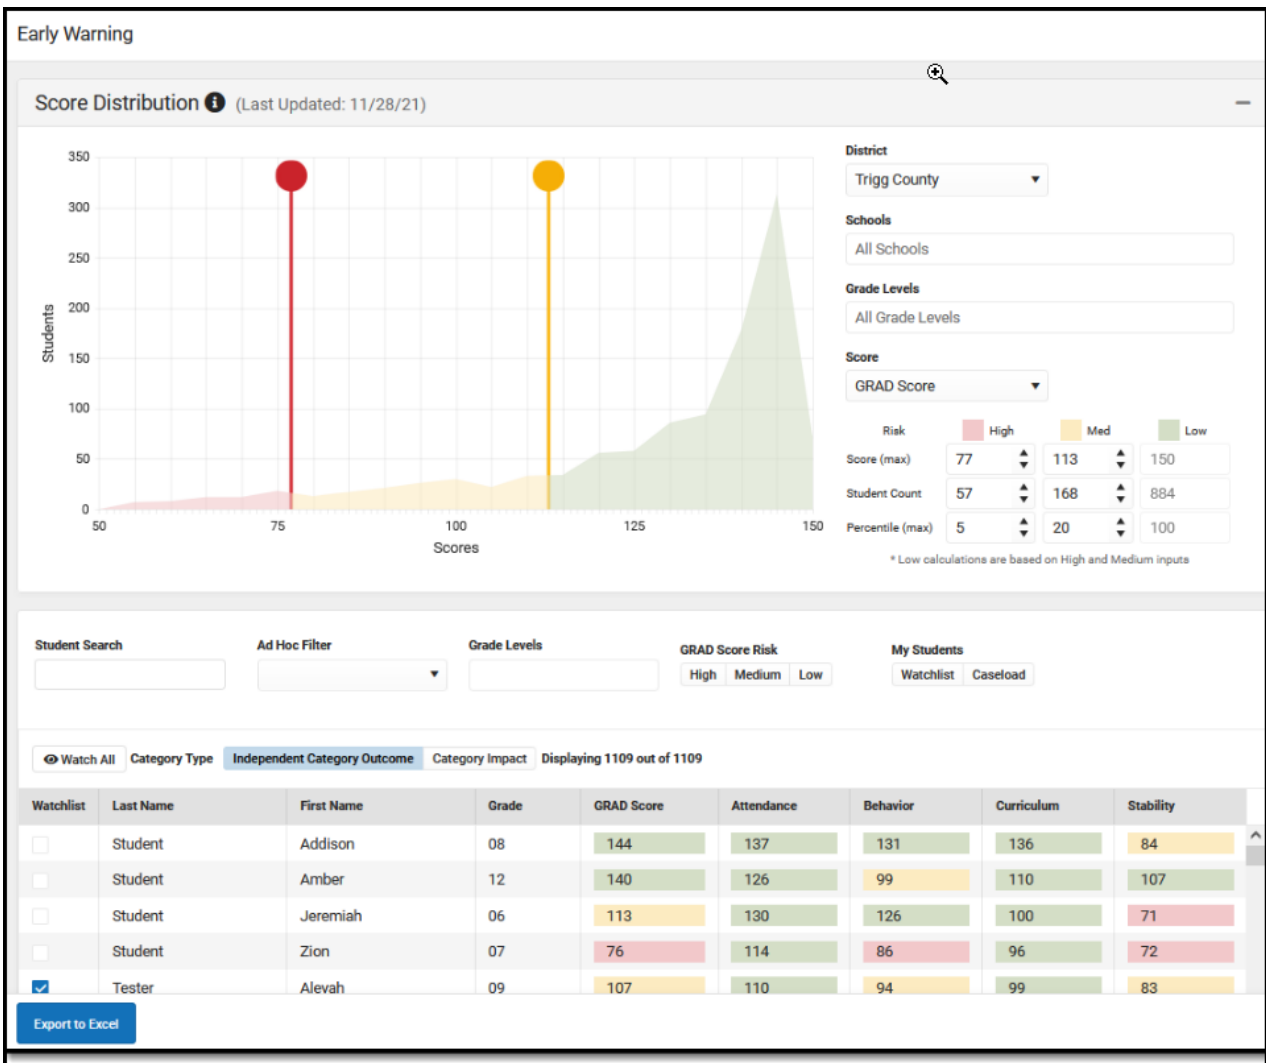 Early Warning
Score Distribution (Last Updated: 11/28/21)
350
300
250
200
150
100
50
0
Students
50 75 100 125 150
Scores
District
Trigg County
Schools
All Schools
Grade Levels
All Grade Levels
Score
GRAD Score
Risk High Med Low
Score (max) 77 113 150
Student Count 57 168 884
Percentile (max) 5 20 100
* Low calculations are based on High and Medium inputs
Student Search Ad Hoc Filter Grade Levels GRAD Score Risk My Students
High Medium Low Watchlist Caseload
Watch All Category Type Independent Category Outcome Category Impact Displaying 1109 out of 1109
Watchlist Last Name First Name Grade GRAD Score Attendance Behavior Curriculum Stability
Student Addison 08 144 137 131 136 84
Student Amber 12 140 126 99 110 107
Student Jeremiah 06 113 130 126 100 71
Student Zion 07 76 114 86 96 72
Tester Alevah 09 107 110 94 99 83
Export to Excel